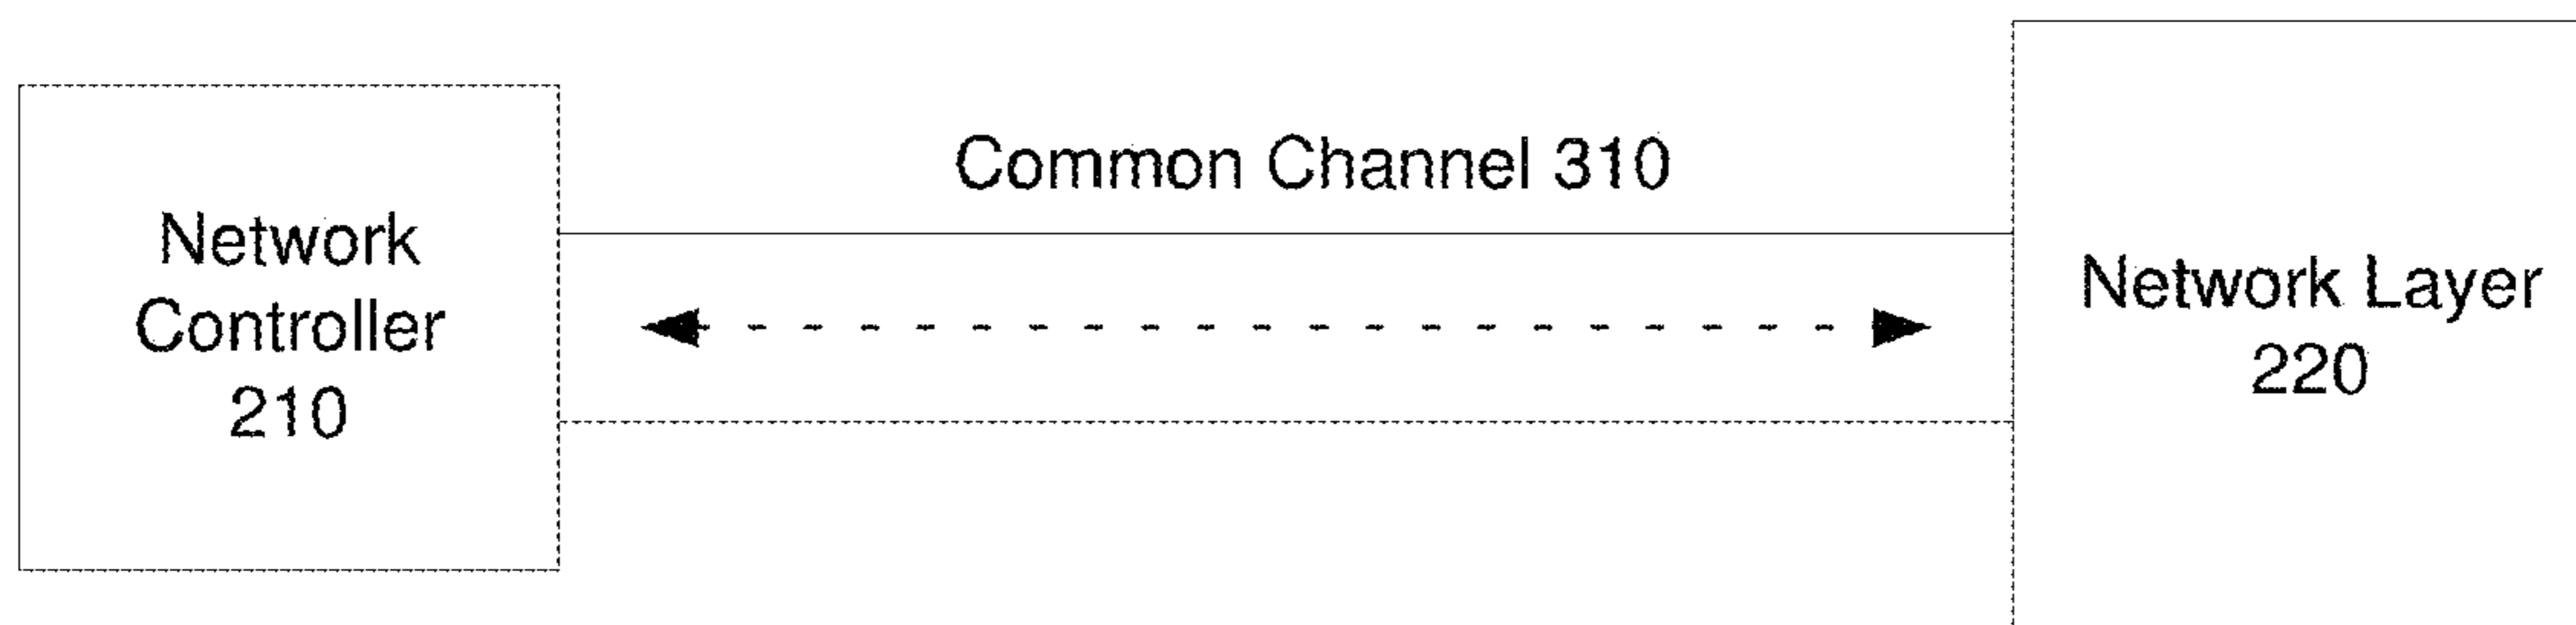 Common Channel 310
Network
Controller
210
Network Layer
220